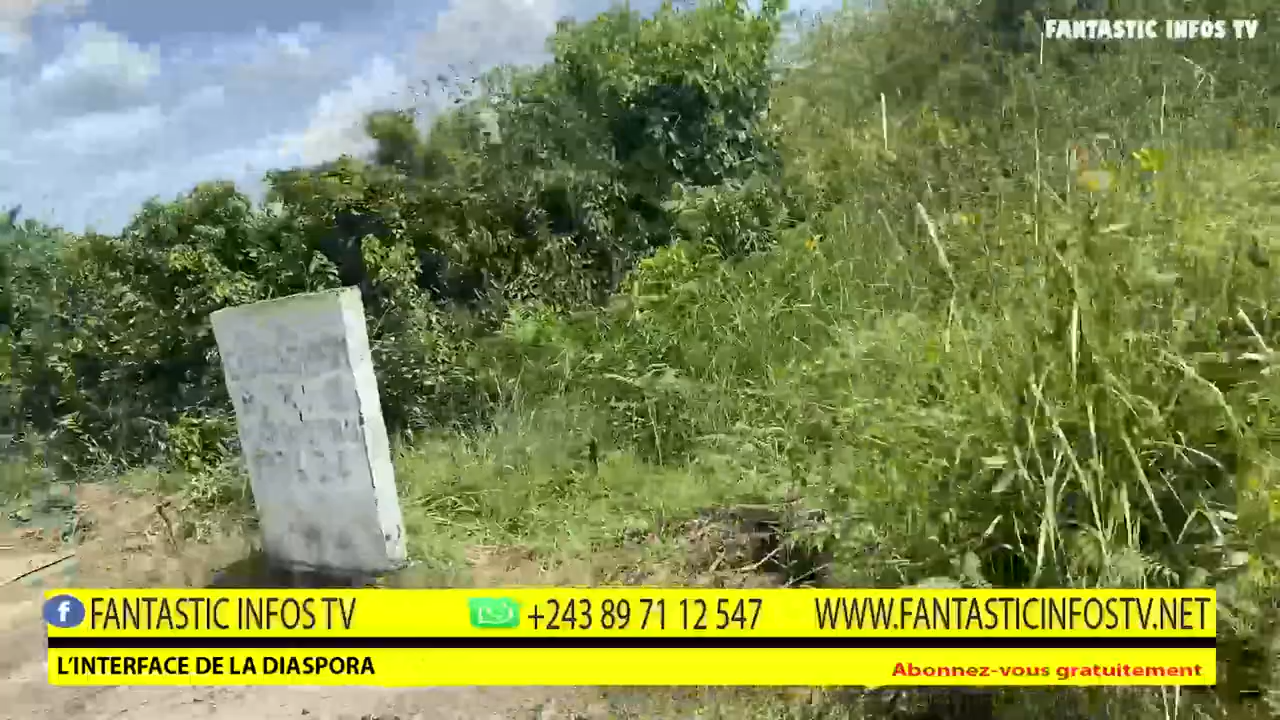 FANTASTIC INFOS TV
FANTASTIC INFOS TV +243 89 71 12 547 WWW.FANTASTICINFOSTV.NET
L'INTERFACE DE LA DIASPORA Abonnez-vous gratuitement